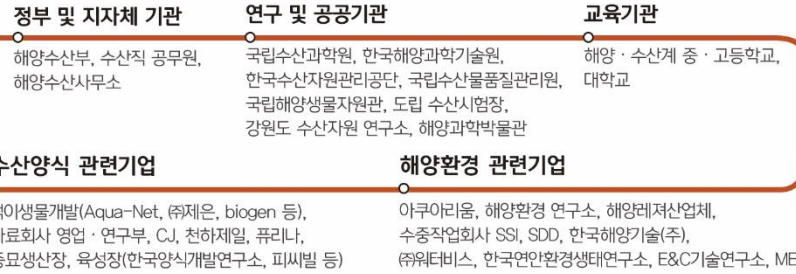 정부 및 지자체 기관
연구 및 공공기관
교육기관
해양수산부, 수산직 공무원,
해양수산사무소
국립수산과학원, 한국해양과학기술원,
한국수산자원관리공단, 국립수산물품질관리원,
국립해양생물자원관, 도립 수산시험장,
강원도 수산자원 연구소, 해양과학박물관
해양 · 수산계 중 · 고등학교,
대학교
수산양식 관련기업
해양환경 관련기업
먹이생물개발(Aqua-Net, ㈜제은, biogen 등),
사료회사 영업 · 연구부, CJ, 천하제일, 퓨리나,
종묘생산장, 육성장(한국양식개발연구소, 피씨빌 등)
아쿠아리움, 해양환경 연구소, 해양레져산업체,
수중작업회사 SSI, SDD, 한국해양기술(주),
㈜워터비스, 한국연안환경생태연구소, E&C기술연구소,